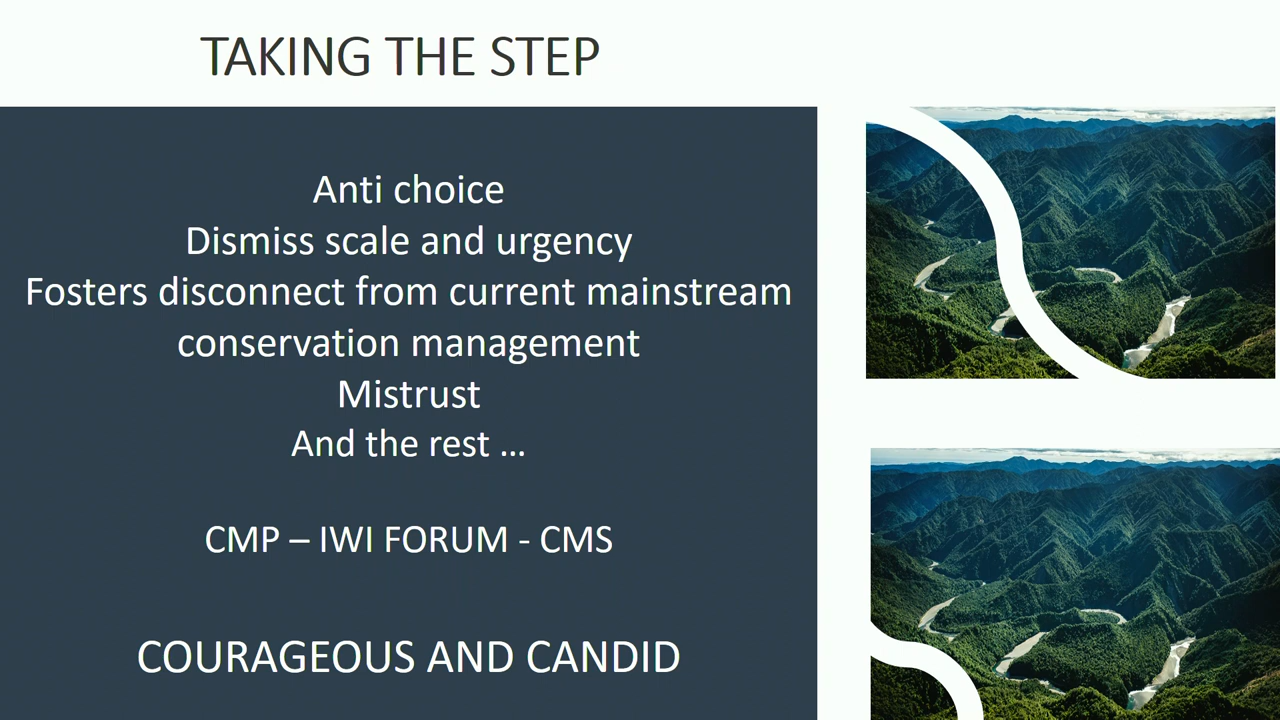 TAKING THE STEP
Anti choice
Dismiss scale and urgency
Fosters disconnect from current mainstream
conservation management
Mistrust
And the rest …
CMP – IWI FORUM - CMS
COURAGEOUS AND CANDID